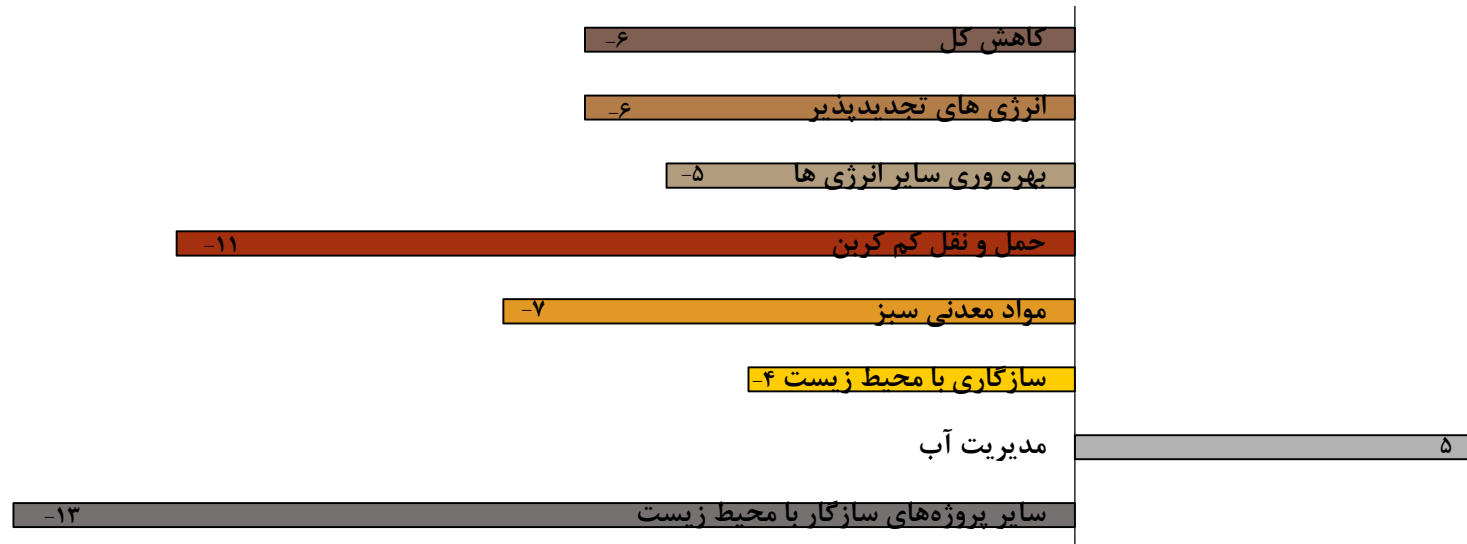 کاهش کل -۶
انرژی های تجدیدپذیر -۶
بهره وری سایر انرژی ها -۵
حمل و نقل کم کربن -۱۱
مواد معدنی سبز -۷
سازگاری با محیط زیست -۴
مدیریت آب ۵
سایر پروژه‌های سازگار با محیط زیست -۱۳